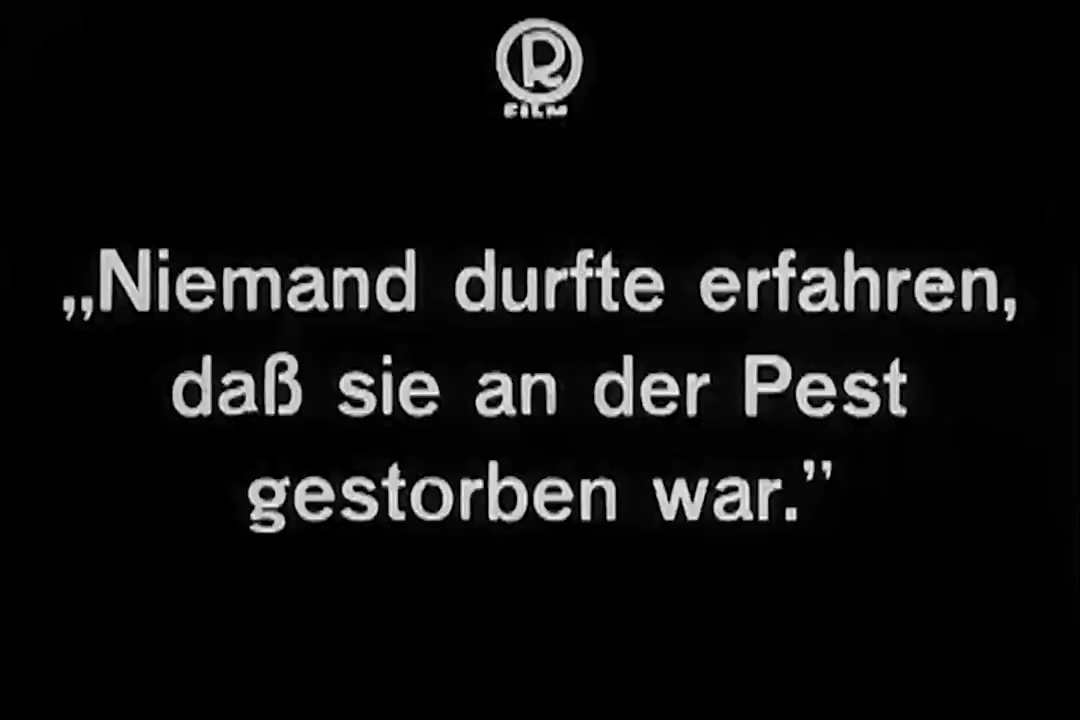 R
FILM
„Niemand durfte erfahren,
daß sie an der Pest
gestorben war.”